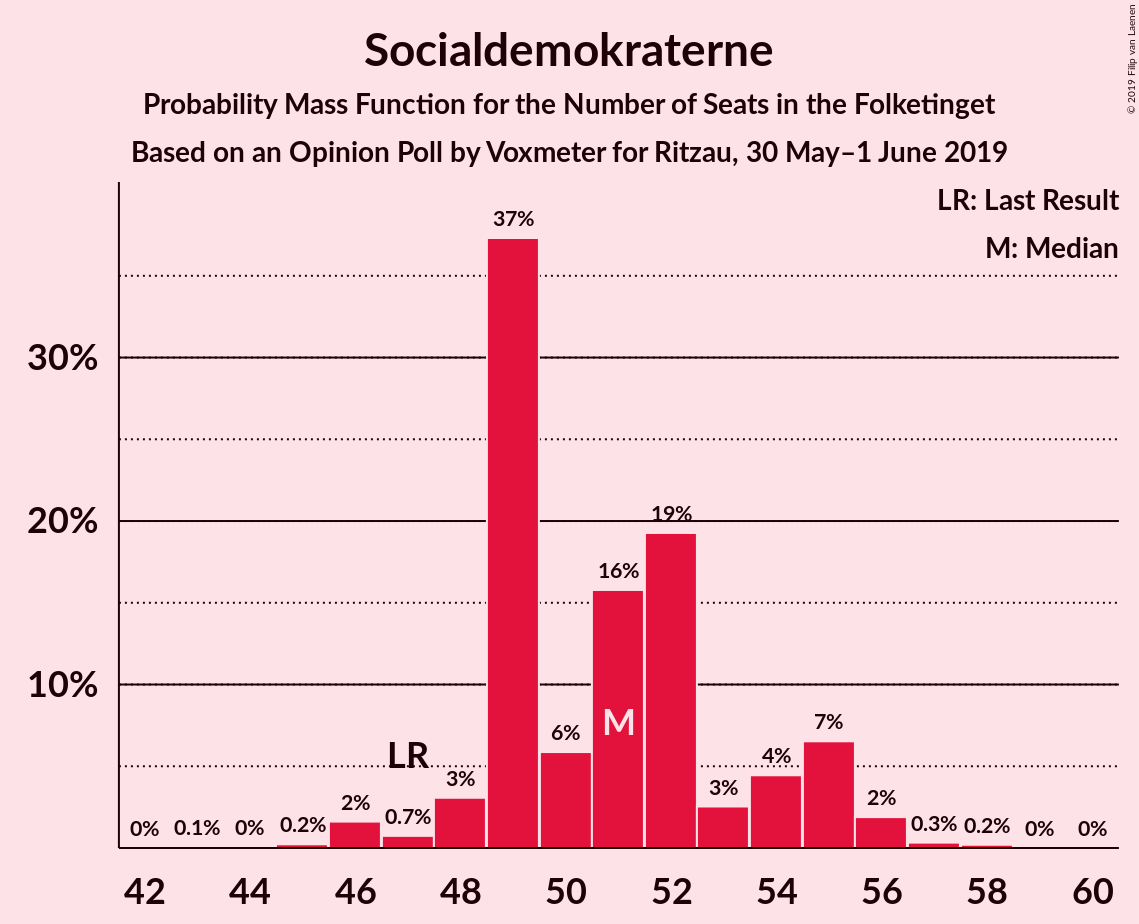 Socialdemokraterne
Probability Mass Function for the Number of Seats in the Folketinget
Based on an Opinion Poll by Voxmeter for Ritzau, 30 May–1 June 2019
© 2019 Filip van Laenen
LR: Last Result
M: Median
37%
30%
20%
19%
16%
10%
M
LR
7%
6%
4%
3%
3%
2%
2%
0.7%
0%
0.1%
0%
0.2%
0.3%
0.2%
0%
0%
42 44 46 48 50 52 54 56 58 60